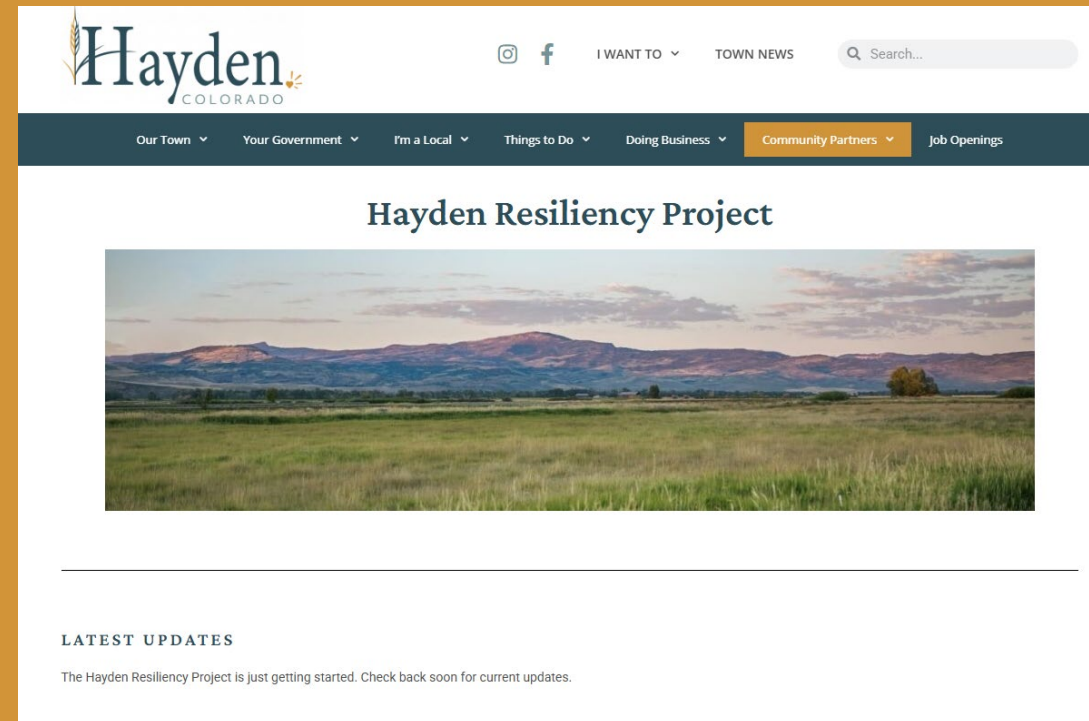 Hayden
COLORADO
I WANT TO
TOWN NEWS
Search...
Our Town
Your Government
I'm a Local
Things to Do
Doing Business
Community Partners
Job Openings
Hayden Resiliency Project
LATEST UPDATES
The Hayden Resiliency Project is just getting started. Check back soon for current updates.